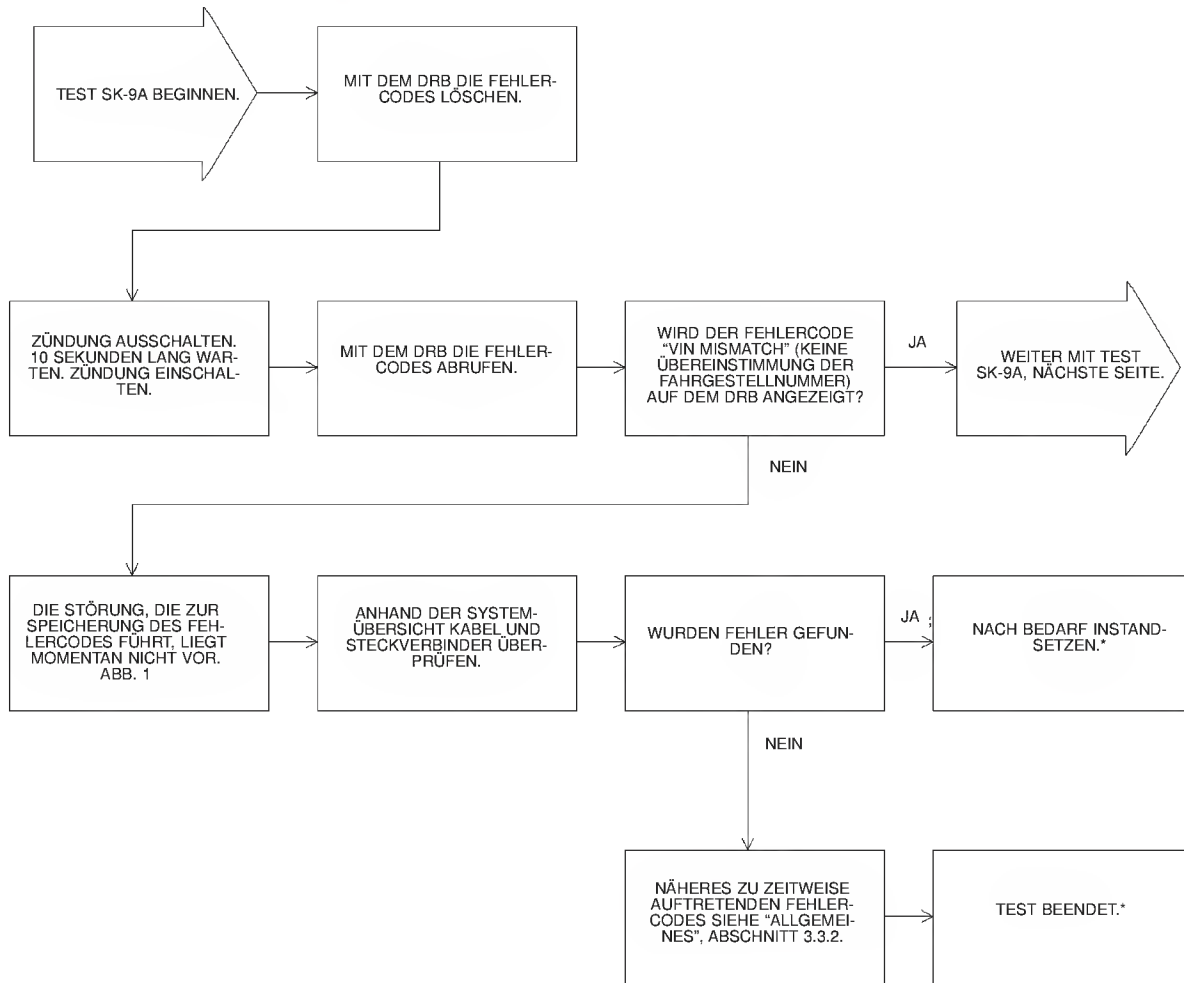 TEST SK-9A BEGINNEN.
MIT DEM DRB DIE FEHLER-
CODES LÖSCHEN.
ZÜNDUNG AUSSCHALTEN.
10 SEKUNDEN LANG WAR-
TEN. ZÜNDUNG EINSCHAL-
TEN.
MIT DEM DRB DIE FEHLER-
CODES ABRUFEN.
WIRD DER FEHLERCODE
“VIN MISMATCH” (KEINE
ÜBEREINSTIMMUNG DER
FAHRGESTELLNUMMER)
AUF DEM DRB ANGEZEIGT?
JA
WEITER MIT TEST
SK-9A, NÄCHSTE SEITE.
NEIN
DIE STÖRUNG, DIE ZUR
SPEICHERUNG DES FEH-
LERCODES FÜHRT, LIEGT
MOMENTAN NICHT VOR.
ABB. 1
ANHAND DER SYSTEM-
ÜBERSICHT KABEL UND
STECKVERBINDER ÜBER-
PRÜFEN.
WURDEN FEHLER GEFUN-
DEN?
JA ;
NACH BEDARF INSTAND-
SETZEN.*
NEIN
NÄHERES ZU ZEITWEISE
AUFTRETENDEN FEHLER-
CODES SIEHE “ALLGEMEI-
NES”, ABSCHNITT 3.3.2.
TEST BEENDET.*